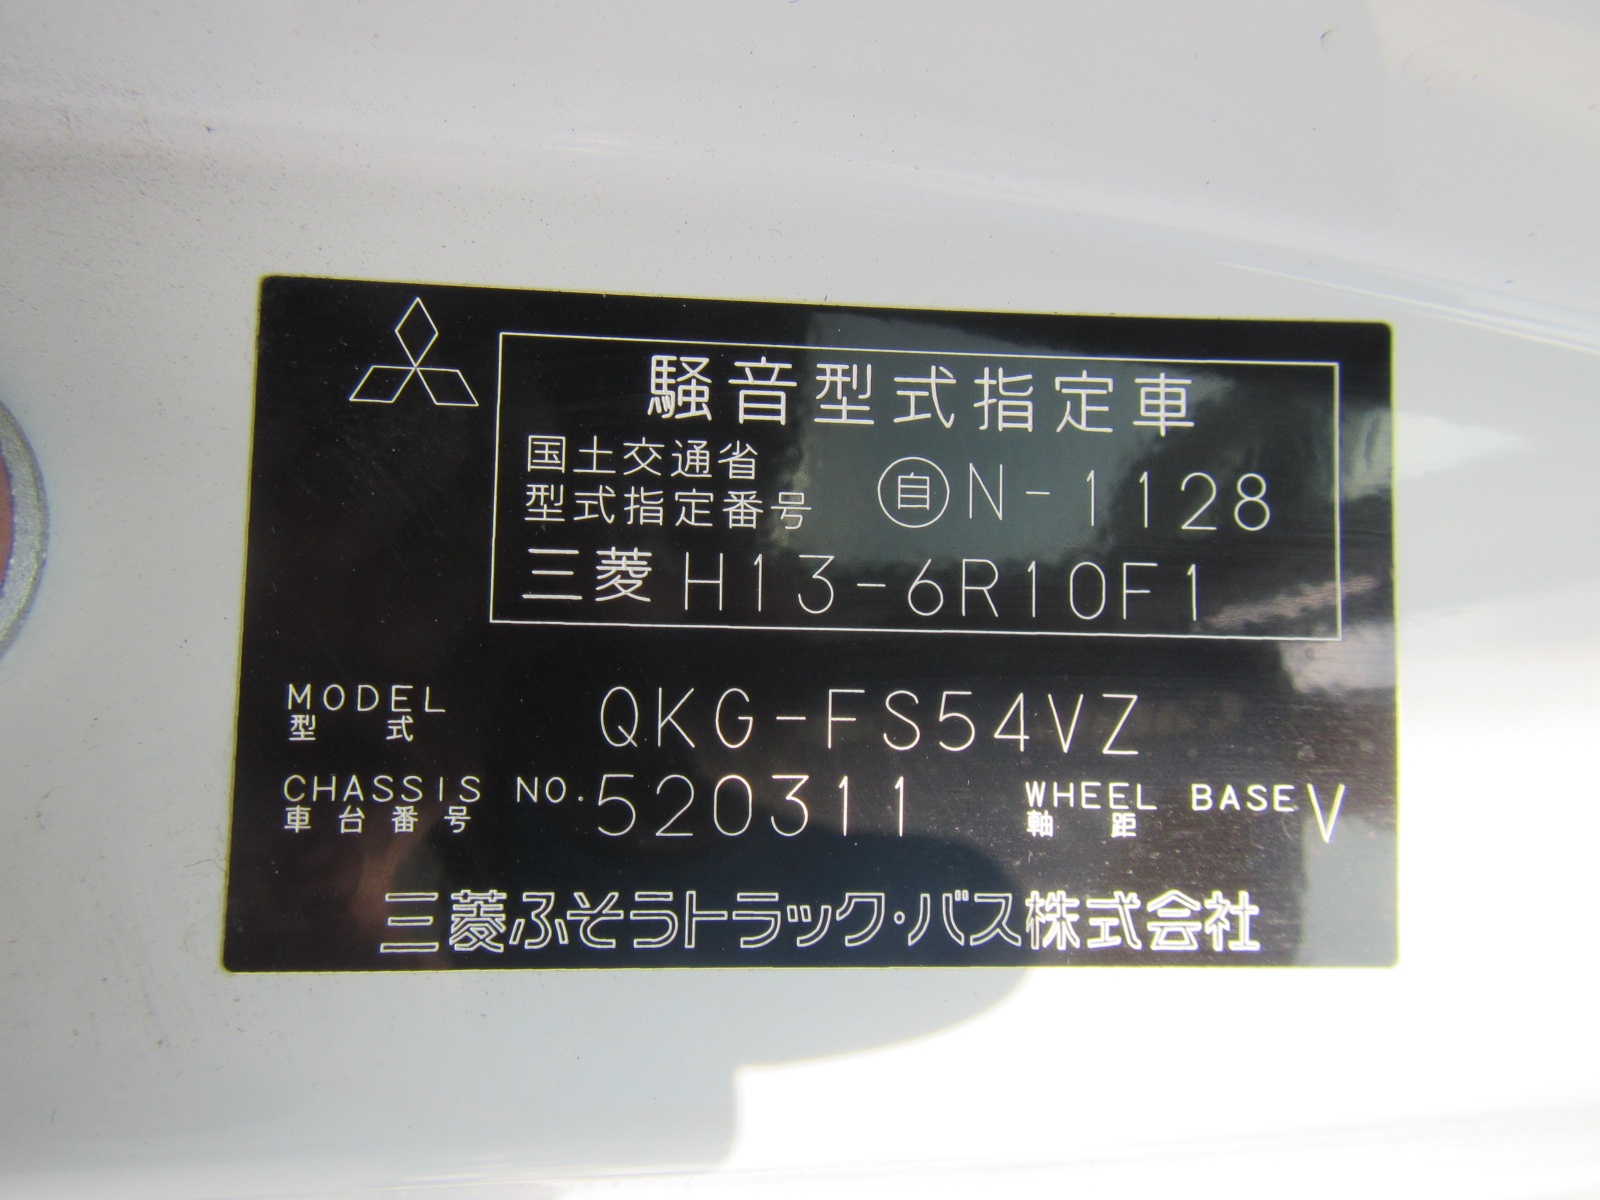 騒音型式指定車
国土交通省
型式指定番号 ㊀N-1128
三菱 H13-6R10F1
MODEL QKG-FS54VZ
型式
CHASSIS NO. 520311 WHEEL BASE V
車台番号 軸距
三菱ふそうトラック・バス株式会社